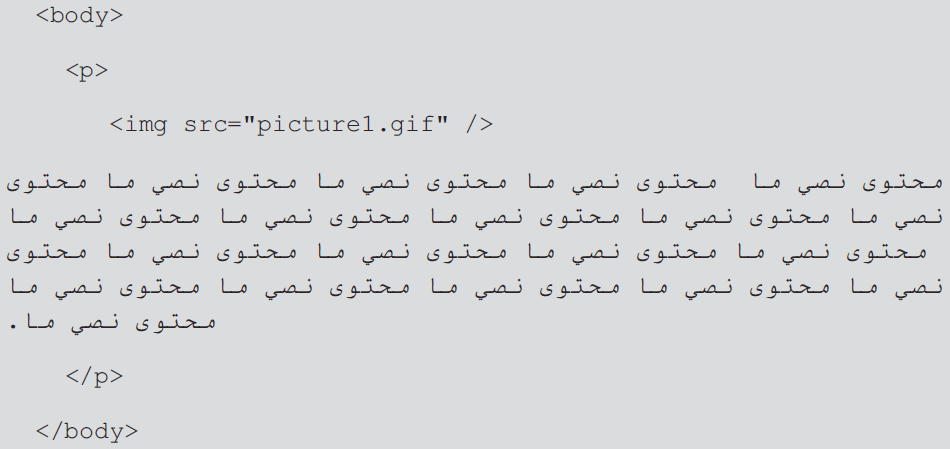 <body>
<p>
<img src="picture1.gif" />
محتوى نصي ما  محتوى نصي ما محتوى نصي ما محتوى نصي ما محتوى
نصي ما محتوى نصي ما محتوى نصي ما محتوى نصي ما محتوى نصي ما
محتوى نصي ما محتوى نصي ما محتوى نصي ما محتوى نصي ما محتوى
نصي ما محتوى نصي ما محتوى نصي ما محتوى نصي ما محتوى نصي ما
محتوى نصي ما.
</p>
</body>